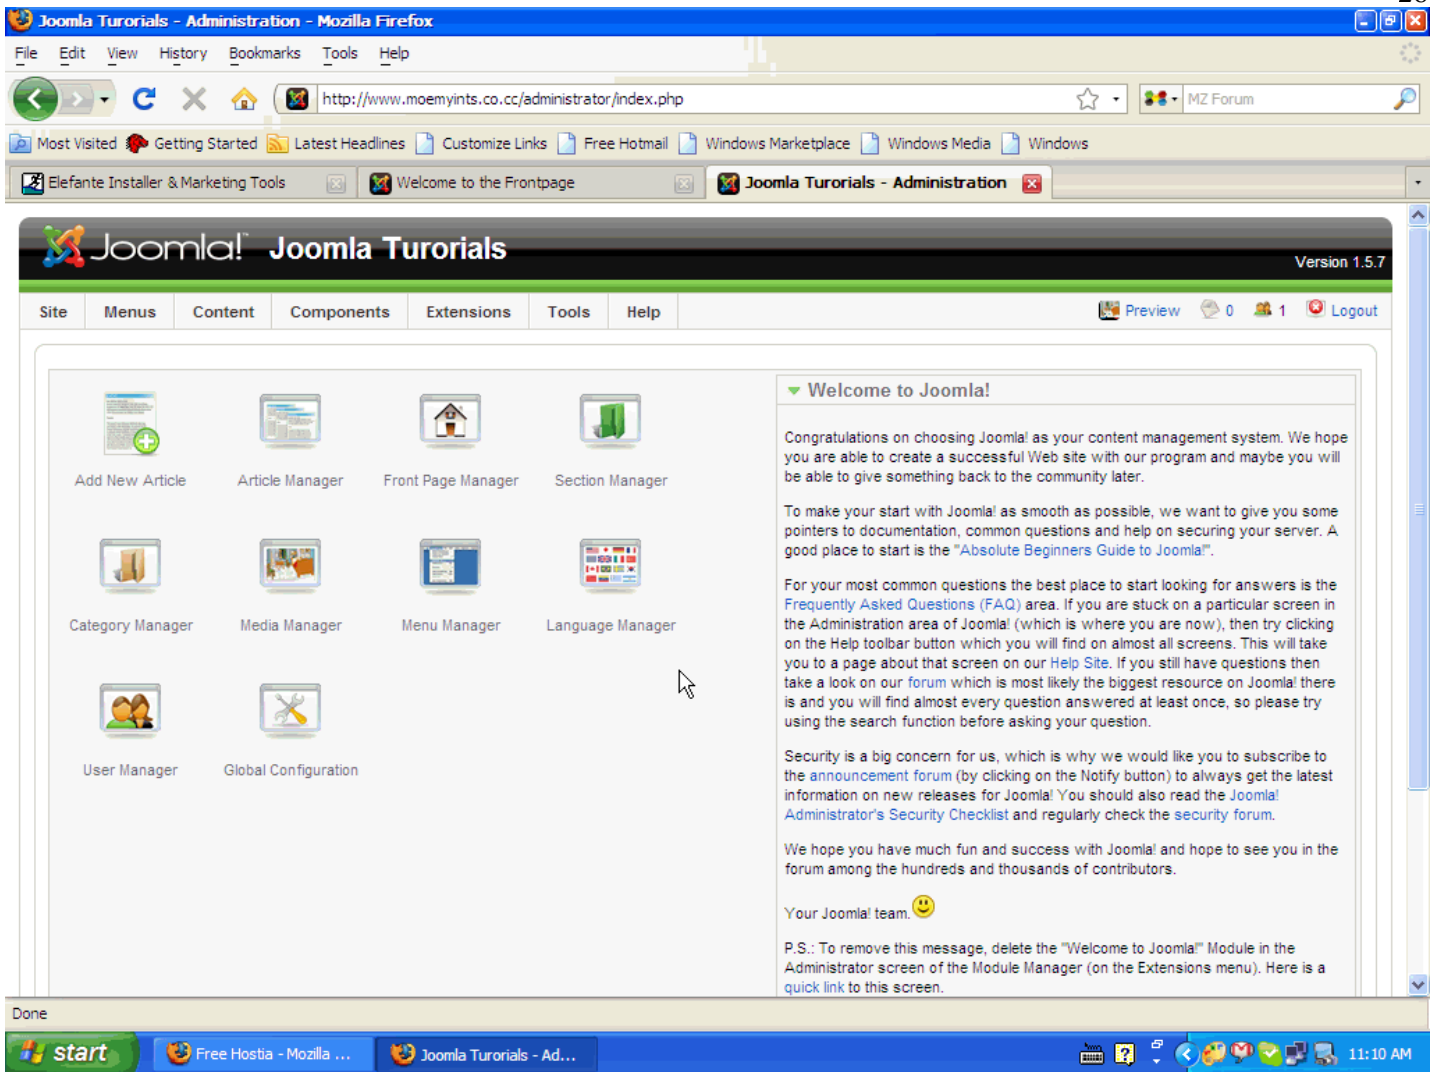 Joomla Turorials - Administration - Mozilla Firefox
File Edit View History Bookmarks Tools Help
http://www.moemyints.co.cc/administrator/index.php
MZ Forum
Most Visited Getting Started Latest Headlines Customize Links Free Hotmail Windows Marketplace Windows Media Windows
Elefante Installer & Marketing Tools
Welcome to the Frontpage
Joomla Turorials - Administration
Joomla!™ Joomla Turorials
Version 1.5.7
Site Menus Content Components Extensions Tools Help
Preview 0 1 Logout
Add New Article
Article Manager
Front Page Manager
Section Manager
Category Manager
Media Manager
Menu Manager
Language Manager
User Manager
Global Configuration
Welcome to Joomla!
Congratulations on choosing Joomla! as your content management system. We hope
you are able to create a successful Web site with our program and maybe you will
be able to give something back to the community later.
To make your start with Joomla! as smooth as possible, we want to give you some
pointers to documentation, common questions and help on securing your server. A
good place to start is the "Absolute Beginners Guide to Joomla!".
For your most common questions the best place to start looking for answers is the
Frequently Asked Questions (FAQ) area. If you are stuck on a particular screen in
the Administration area of Joomla! (which is where you are now), then try clicking
on the Help toolbar button which you will find on almost all screens. This will take
you to a page about that screen on our Help Site. If you still have questions then
take a look on our forum which is most likely the biggest resource on Joomla! there
is and you will find almost every question answered at least once, so please try
using the search function before asking your question.
Security is a big concern for us, which is why we would like you to subscribe to
the announcement forum (by clicking on the Notify button) to always get the latest
information on new releases for Joomla! You should also read the Joomla!
Administrator's Security Checklist and regularly check the security forum.
We hope you have much fun and success with Joomla! and hope to see you in the
forum among the hundreds and thousands of contributors.
Your Joomla! team.
P.S.: To remove this message, delete the "Welcome to Joomla!" Module in the
Administrator screen of the Module Manager (on the Extensions menu). Here is a
quick link to this screen.
Done
start
Free Hostia - Mozilla ...
Joomla Turorials - Ad...
11:10 AM